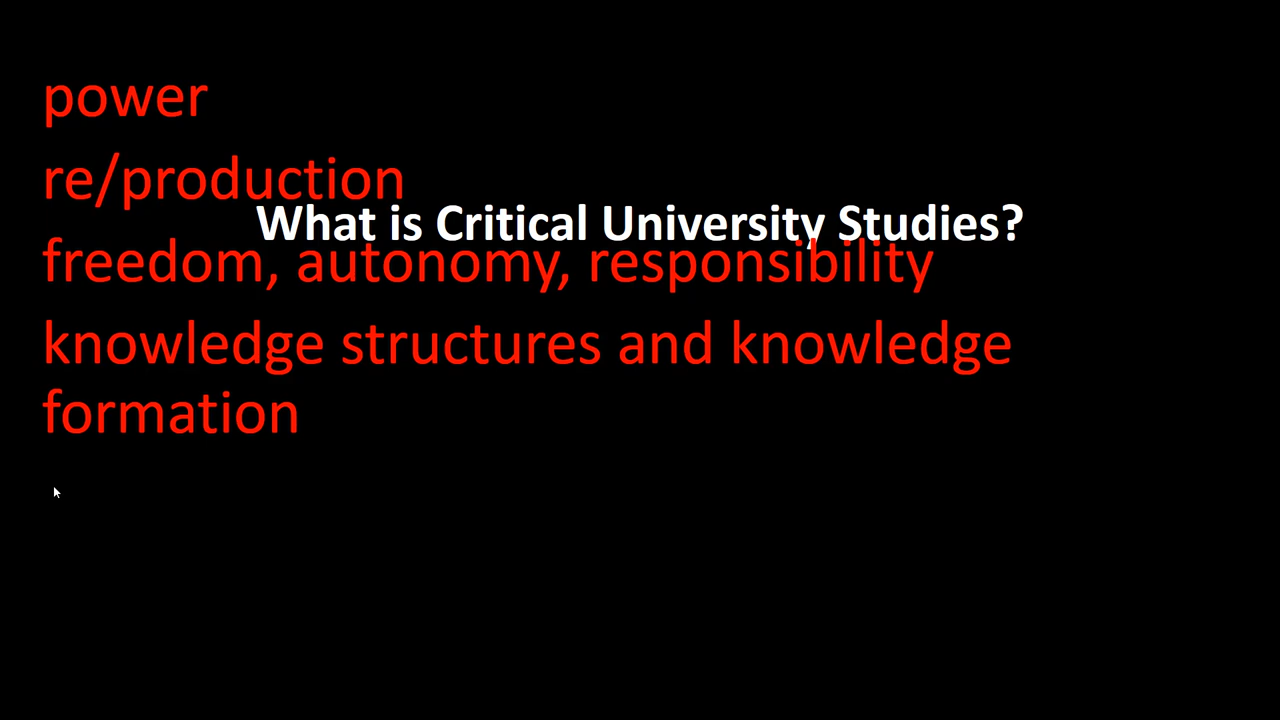 power
re/production
What is Critical University Studies?
freedom, autonomy, responsibility
knowledge structures and knowledge
formation